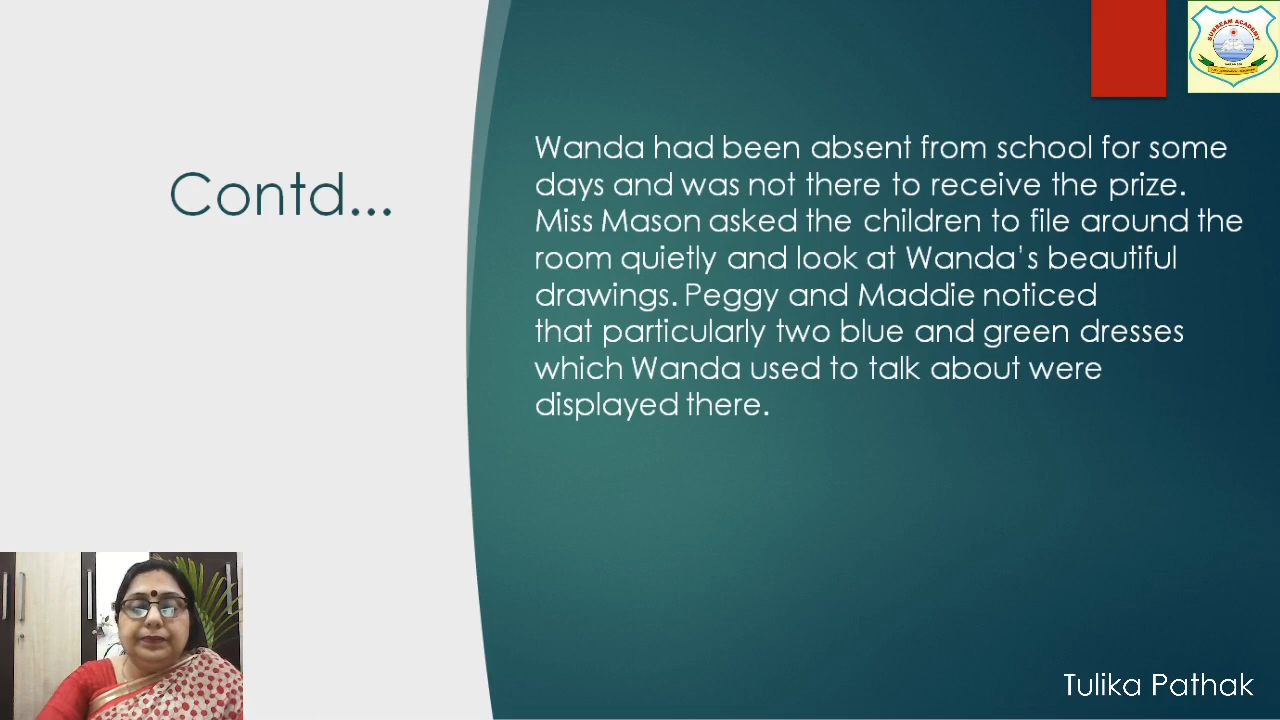 SUNBEAM ACADEMY
Contd...
Wanda had been absent from school for some
days and was not there to receive the prize.
Miss Mason asked the children to file around the
room quietly and look at Wanda's beautiful
drawings. Peggy and Maddie noticed
that particularly two blue and green dresses
which Wanda used to talk about were
displayed there.
Tulika Pathak